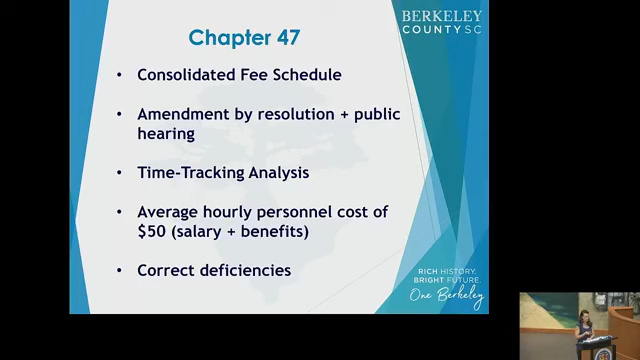 BERKELEY
COUNTY SC
Chapter 47
• Consolidated Fee Schedule
• Amendment by resolution + public
hearing
• Time-Tracking Analysis
• Average hourly personnel cost of
$50 (salary + benefits)
• Correct deficiencies
RICH HISTORY.
BRIGHT FUTURE.
One Berkeley